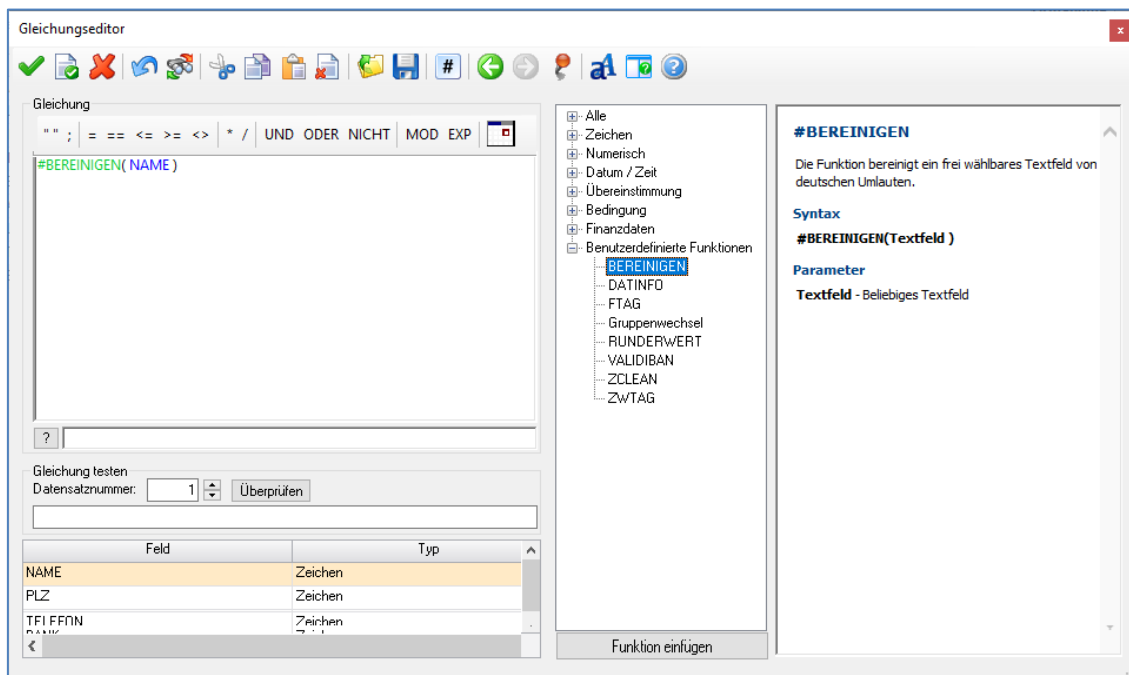 Gleichungseditor
x
#
a
A
?
?
Gleichung
" " ; = == <= >= <> * / UND ODER NICHT MOD EXP
#BEREINIGEN( NAME )
?
Gleichung testen
Datensatznummer: 1 Überprüfen
Feld Typ
NAME Zeichen
PLZ Zeichen
TELEFON Zeichen
BANK
Alle
Zeichen
Numerisch
Datum / Zeit
Übereinstimmung
Bedingung
Finanzdaten
Benutzerdefinierte Funktionen
BEREINIGEN
DATINFO
FTAG
Gruppenwechsel
RUNDERWERT
VALIDIBAN
ZCLEAN
ZWTAG
Funktion einfügen
#BEREINIGEN
Die Funktion bereinigt ein frei wählbares Textfeld von
deutschen Umlauten.
Syntax
#BEREINIGEN(Textfeld )
Parameter
Textfeld - Beliebiges Textfeld